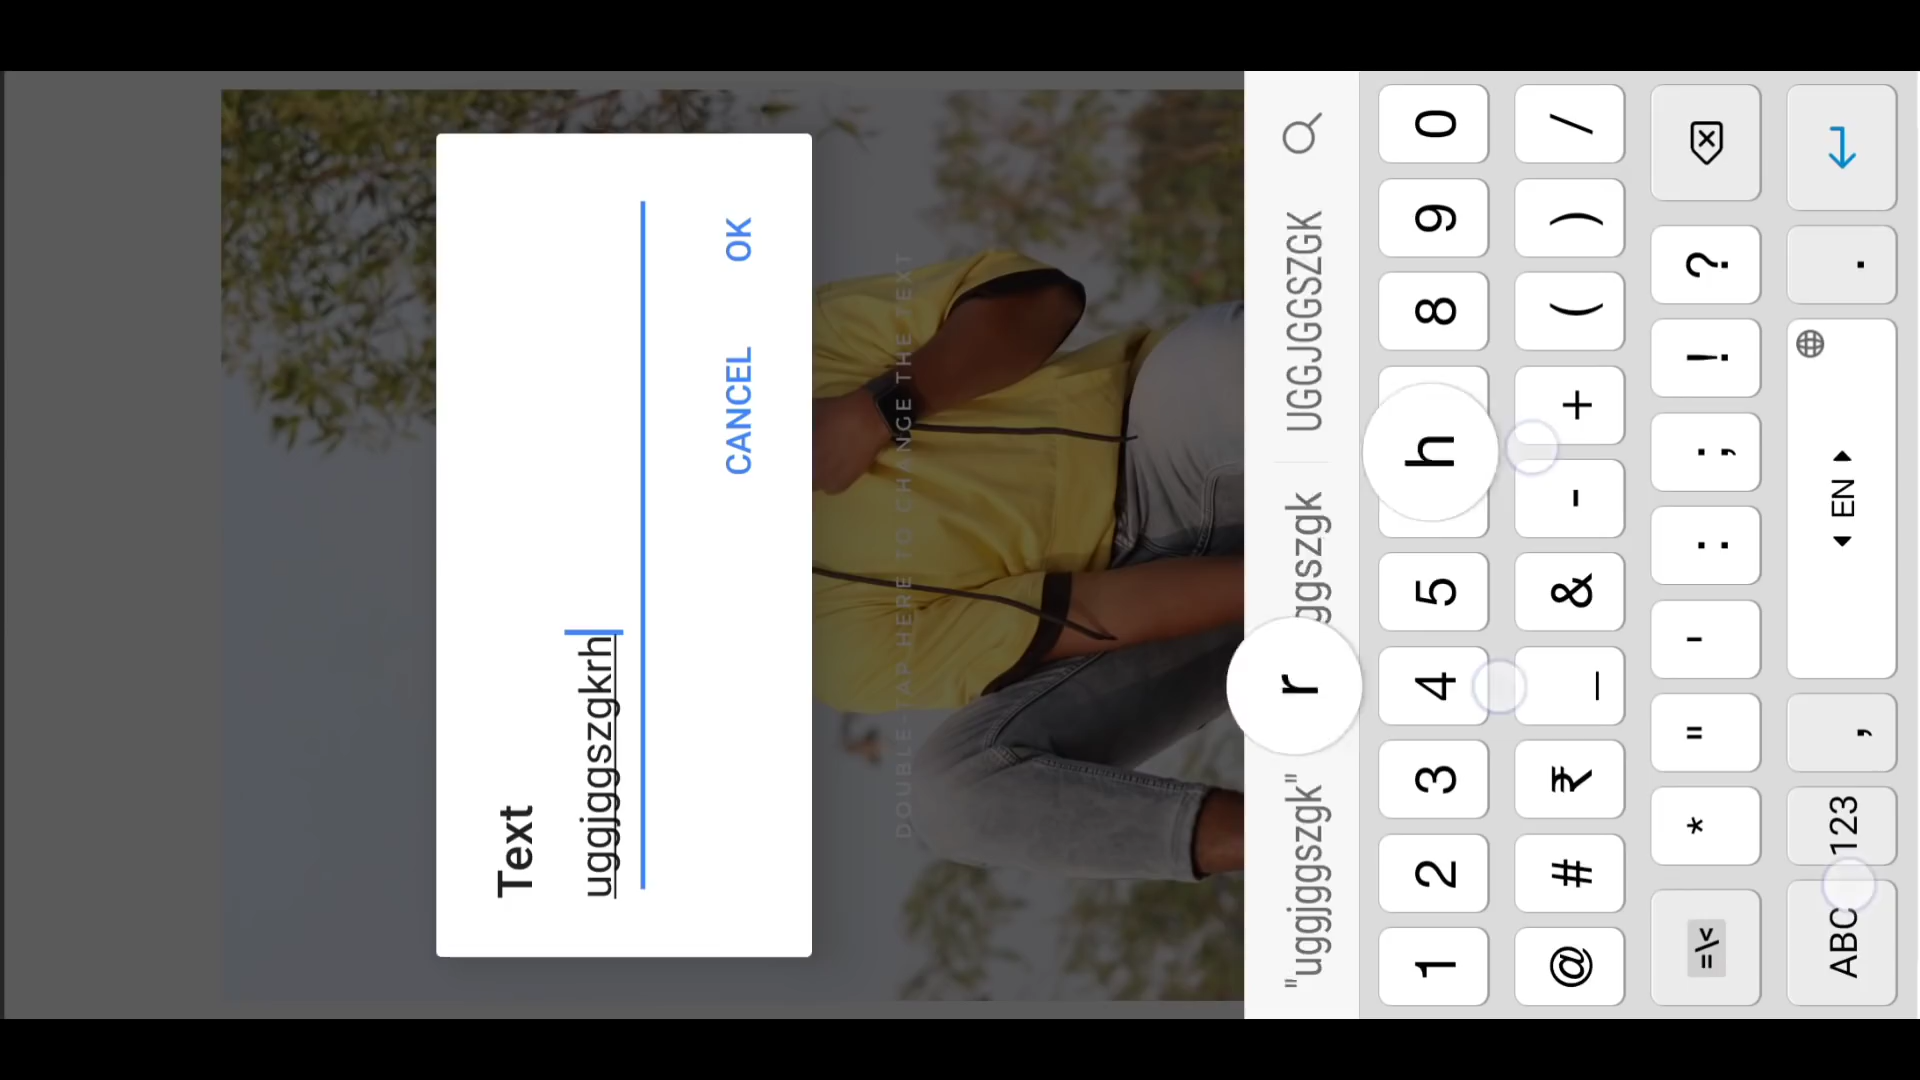 Text
uggjggszgkrh
CANCEL OK
DOUBLE-TAP HERE TO CHANGE THE TEXT
"uggjggszgk" ggszgk UGGJGGSZGK
r
h
1 2 3 4 5 8 9 0
@ # ₹ _ & - + ( ) /
=\< * " ' : ; ! ?
ABC 123 , EN .